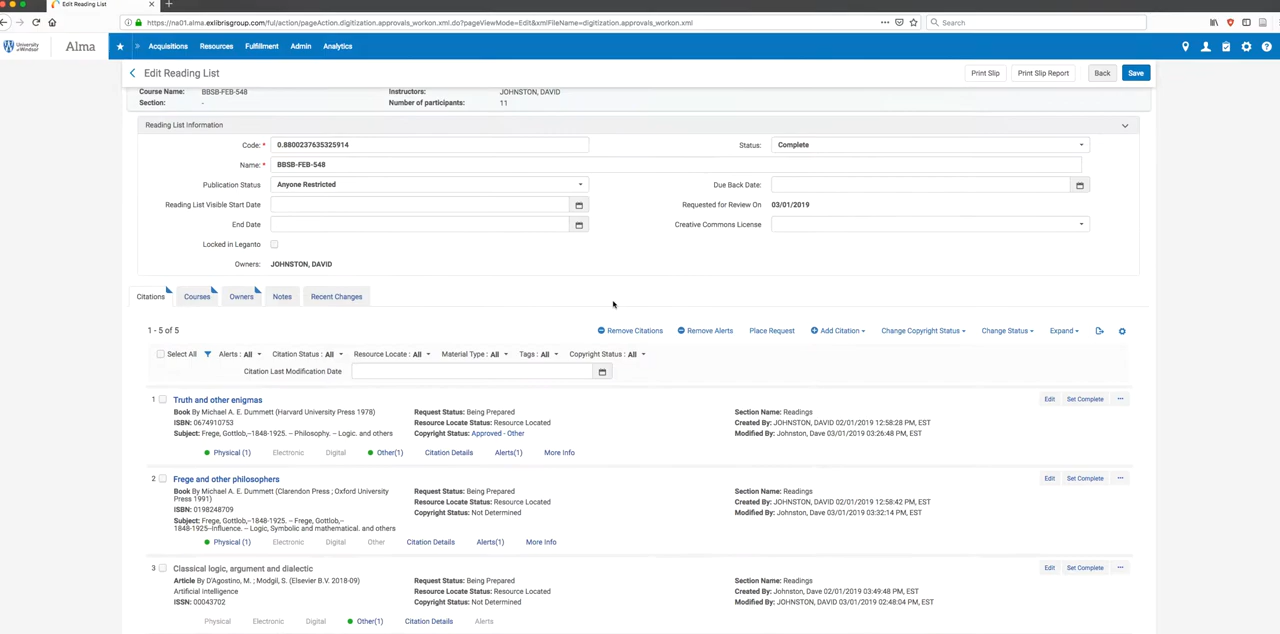 Edit Reading List
https://na01.alma.exlibrisgroup.com/ful/action/pageAction.digitization.approvals_workon.xml.do?pageViewMode=Edit&xmlFileName=digitization.approvals_workon.xml
Search
University of Windsor
Alma
Acquisitions Resources Fulfillment Admin Analytics
Edit Reading List
Print Slip Print Slip Report Back Save
Course Name: BBSB-FEB-548 Instructors: JOHNSTON, DAVID
Section: - Number of participants: 11
Reading List Information
Code: * 0.8800237635325914 Status: Complete
Name: * BBSB-FEB-548
Publication Status Anyone Restricted Due Back Date:
Reading List Visible Start Date Requested for Review On 03/01/2019
End Date Creative Commons License
Locked in Leganto
Owners: JOHNSTON, DAVID
Citations Courses Owners Notes Recent Changes
1 - 5 of 5 Remove Citations Remove Alerts Place Request Add Citation Change Copyright Status Change Status Expand
Select All Alerts : All Citation Status : All Resource Locate : All Material Type : All Tags : All Copyright Status : All
Citation Last Modification Date
1 Truth and other enigmas Edit Set Complete ...
Book By Michael A. E. Dummett (Harvard University Press 1978) Request Status: Being Prepared Section Name: Readings
ISBN: 0674910753 Resource Locate Status: Resource Located Created By: JOHNSTON, DAVID 02/01/2019 12:58:28 PM, EST
Subject: Frege, Gottlob,--1848-1925. -- Philosophy. -- Logic. and others Copyright Status: Approved - Other Modified By: Johnston, Dave 03/01/2019 03:26:48 PM, EST
Physical (1) Electronic Digital Other(1) Citation Details Alerts(1) More Info
2 Frege and other philosophers Edit Set Complete ...
Book By Michael A. E. Dummett (Clarendon Press ; Oxford University Request Status: Being Prepared Section Name: Readings
Press 1991) Resource Locate Status: Resource Located Created By: JOHNSTON, DAVID 02/01/2019 12:58:42 PM, EST
ISBN: 0198248709 Copyright Status: Not Determined Modified By: Johnston, Dave 03/01/2019 03:32:14 PM, EST
Subject: Frege, Gottlob,--1848-1925. -- Frege, Gottlob,--
1848-1925--Influence. -- Logic, Symbolic and mathematical. and others
Physical (1) Electronic Digital Other Citation Details Alerts(1) More Info
3 Classical logic, argument and dialectic Edit Set Complete ...
Article By D'Agostino, M. ; Modgil, S. (Elsevier B.V. 2018-09) Request Status: Being Prepared Section Name: Readings
Artificial intelligence Resource Locate Status: Resource Located Created By: Johnston, Dave 02/01/2019 03:49:48 PM, EST
ISSN: 00043702 Copyright Status: Not Determined Modified By: JOHNSTON, DAVID 03/01/2019 02:48:04 PM, EST
Physical Electronic Digital Other(1) Citation Details Alerts